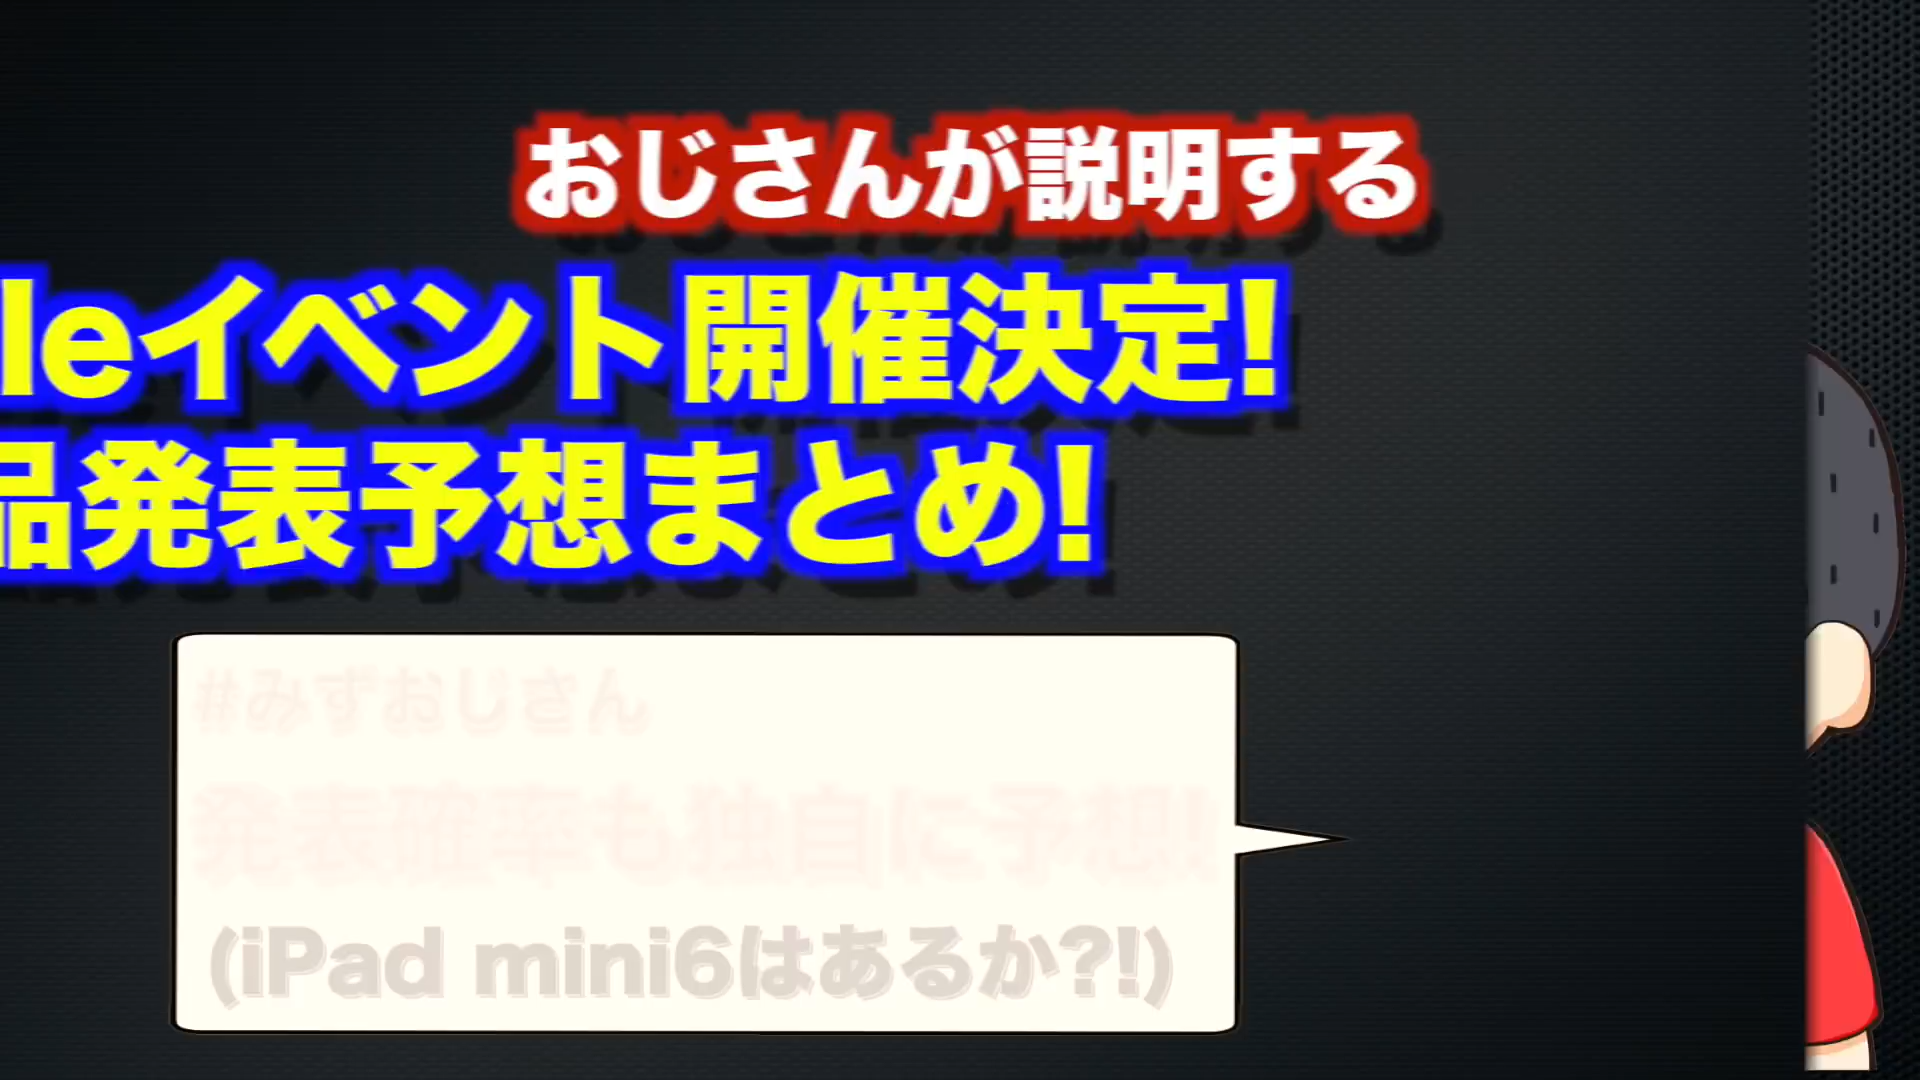 おじさんが説明する
leイベント開催決定!
品発表予想まとめ!
#みずおじさん
発表確率も独自に予想!
(iPad mini6はあるか?!)